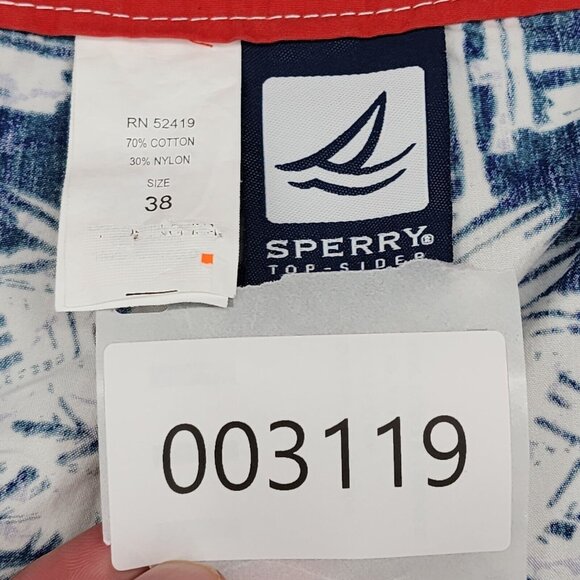 RN 52419
70% COTTON
30% NYLON
SIZE
38
SPERRY®
TOP-SIDER
003119